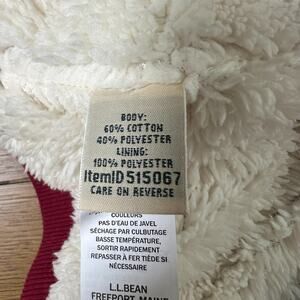 BODY:
60% COTTON
40% POLYESTER
LINING:
100% POLYESTER
ItemID 515067
CARE ON REVERSE
COULEURS
PAS D'EAU DE JAVEL
SÉCHAGE PAR CULBUTAGE
BASSE TEMPÉRATURE,
SORTIR RAPIDEMENT
REPASSER À FER TIÈDE SI
NÉCESSAIRE
L.L.BEAN
FREEPORT, MAINE